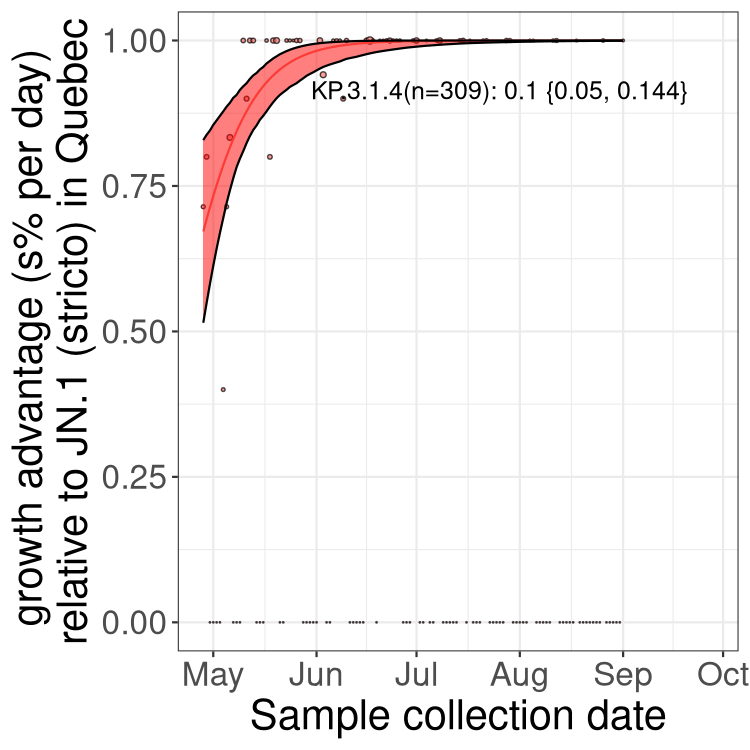 growth advantage (s% per day)
relative to JN.1 (stricto) in Quebec
1.00
0.75
0.50
0.25
0.00
KP.3.1.4(n=309): 0.1 {0.05, 0.144}
May Jun Jul Aug Sep Oct
Sample collection date